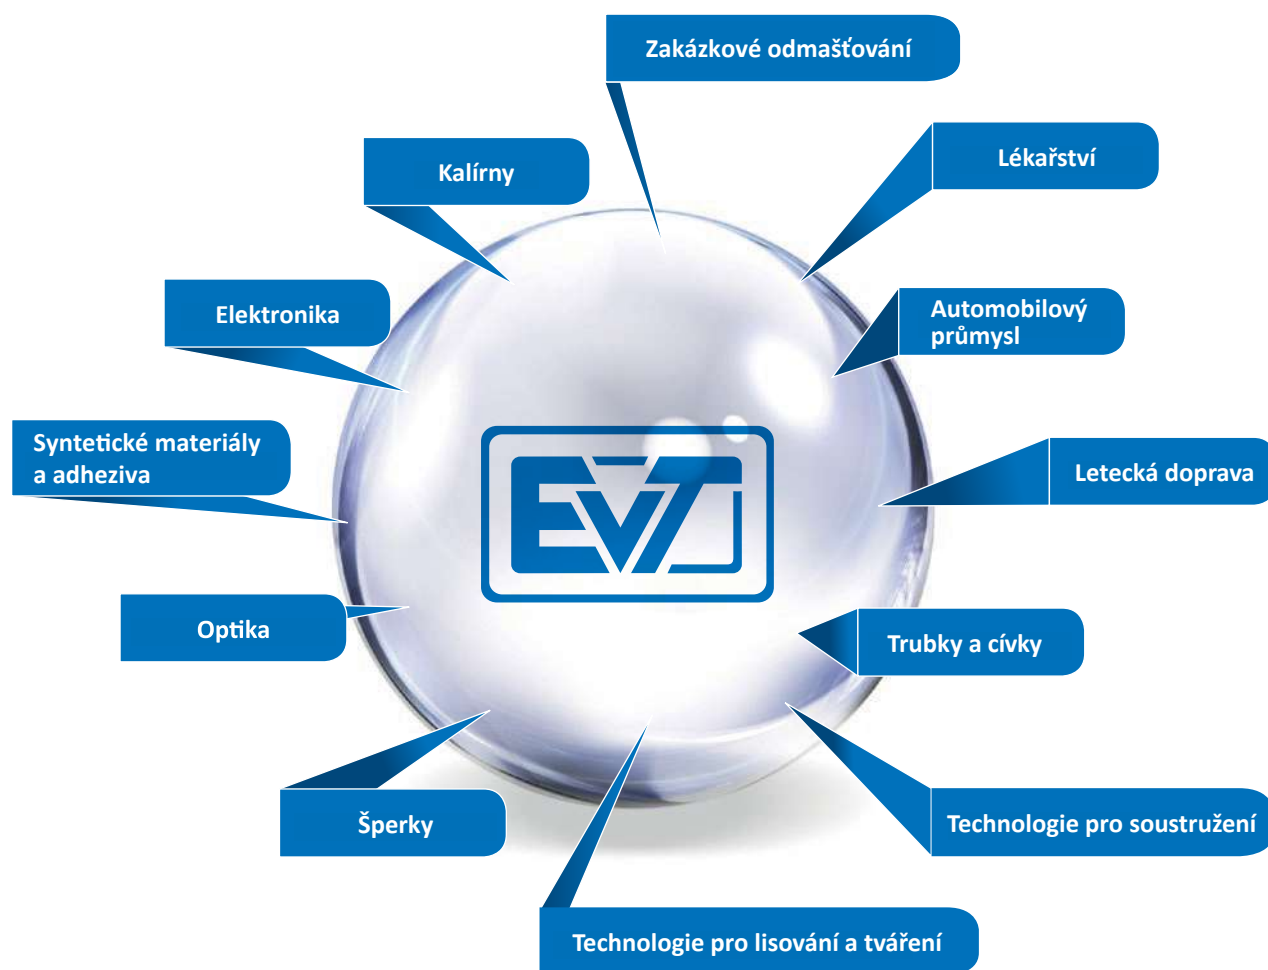 Zakázkové odmašťování
Lékařství
Kalírny
Elektronika
Automobilový
průmysl
Syntetické materiály
a adheziva
Letecká doprava
EVT
Optika
Trubky a cívky
Šperky
Technologie pro soustružení
Technologie pro lisování a tváření